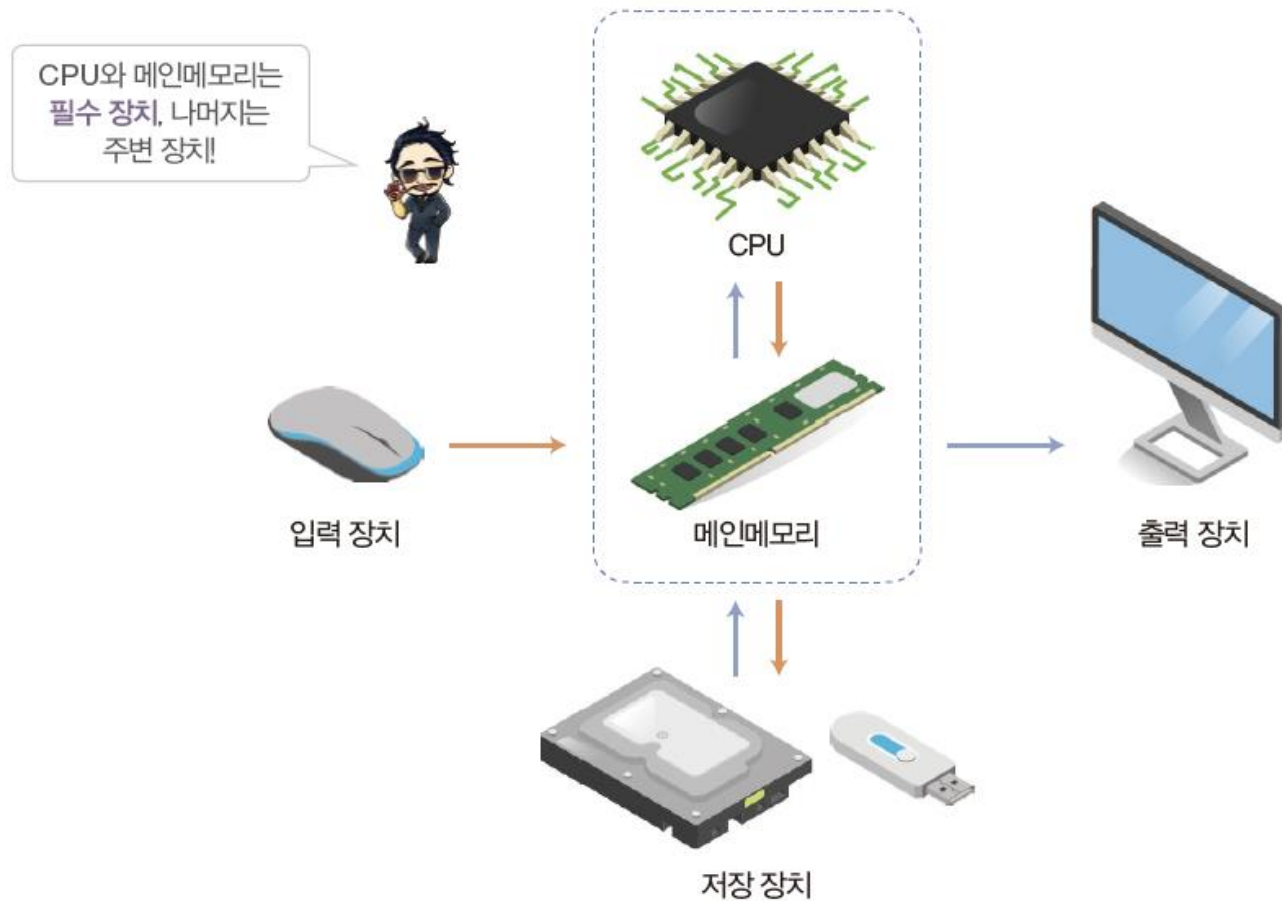 CPU와 메인메모리는
필수 장치, 나머지는
주변 장치!
CPU
입력 장치
메인메모리
출력 장치
저장 장치